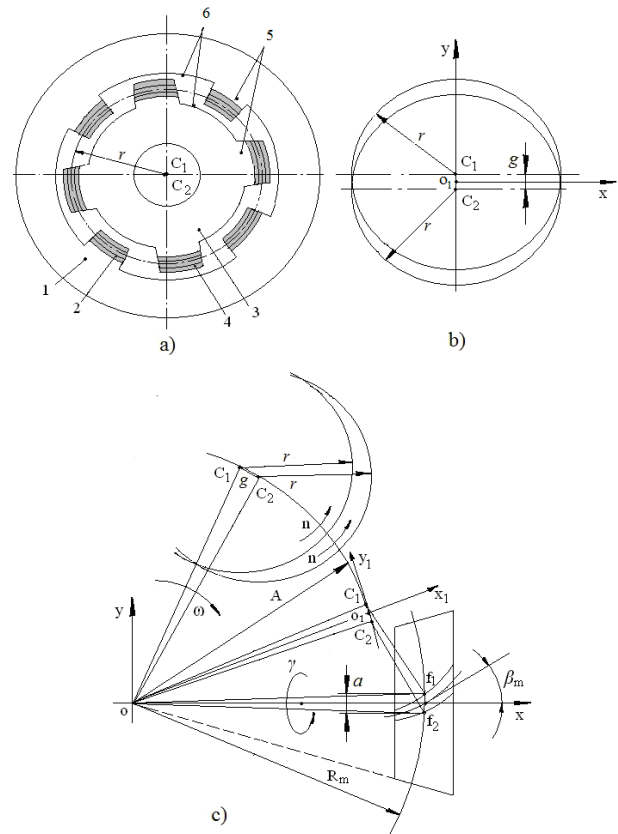 6
5
r
C₁
C₂
1
2
4
3
a)
y
r
C₁
o₁
g
x
C₂
r
b)
C₁
r
g
C₂
r
n
n
y₁
A
ω
C₁
x₁
o₁
C₂
y
γ
a
f₁
βₘ
o
x
f₂
Rₘ
c)